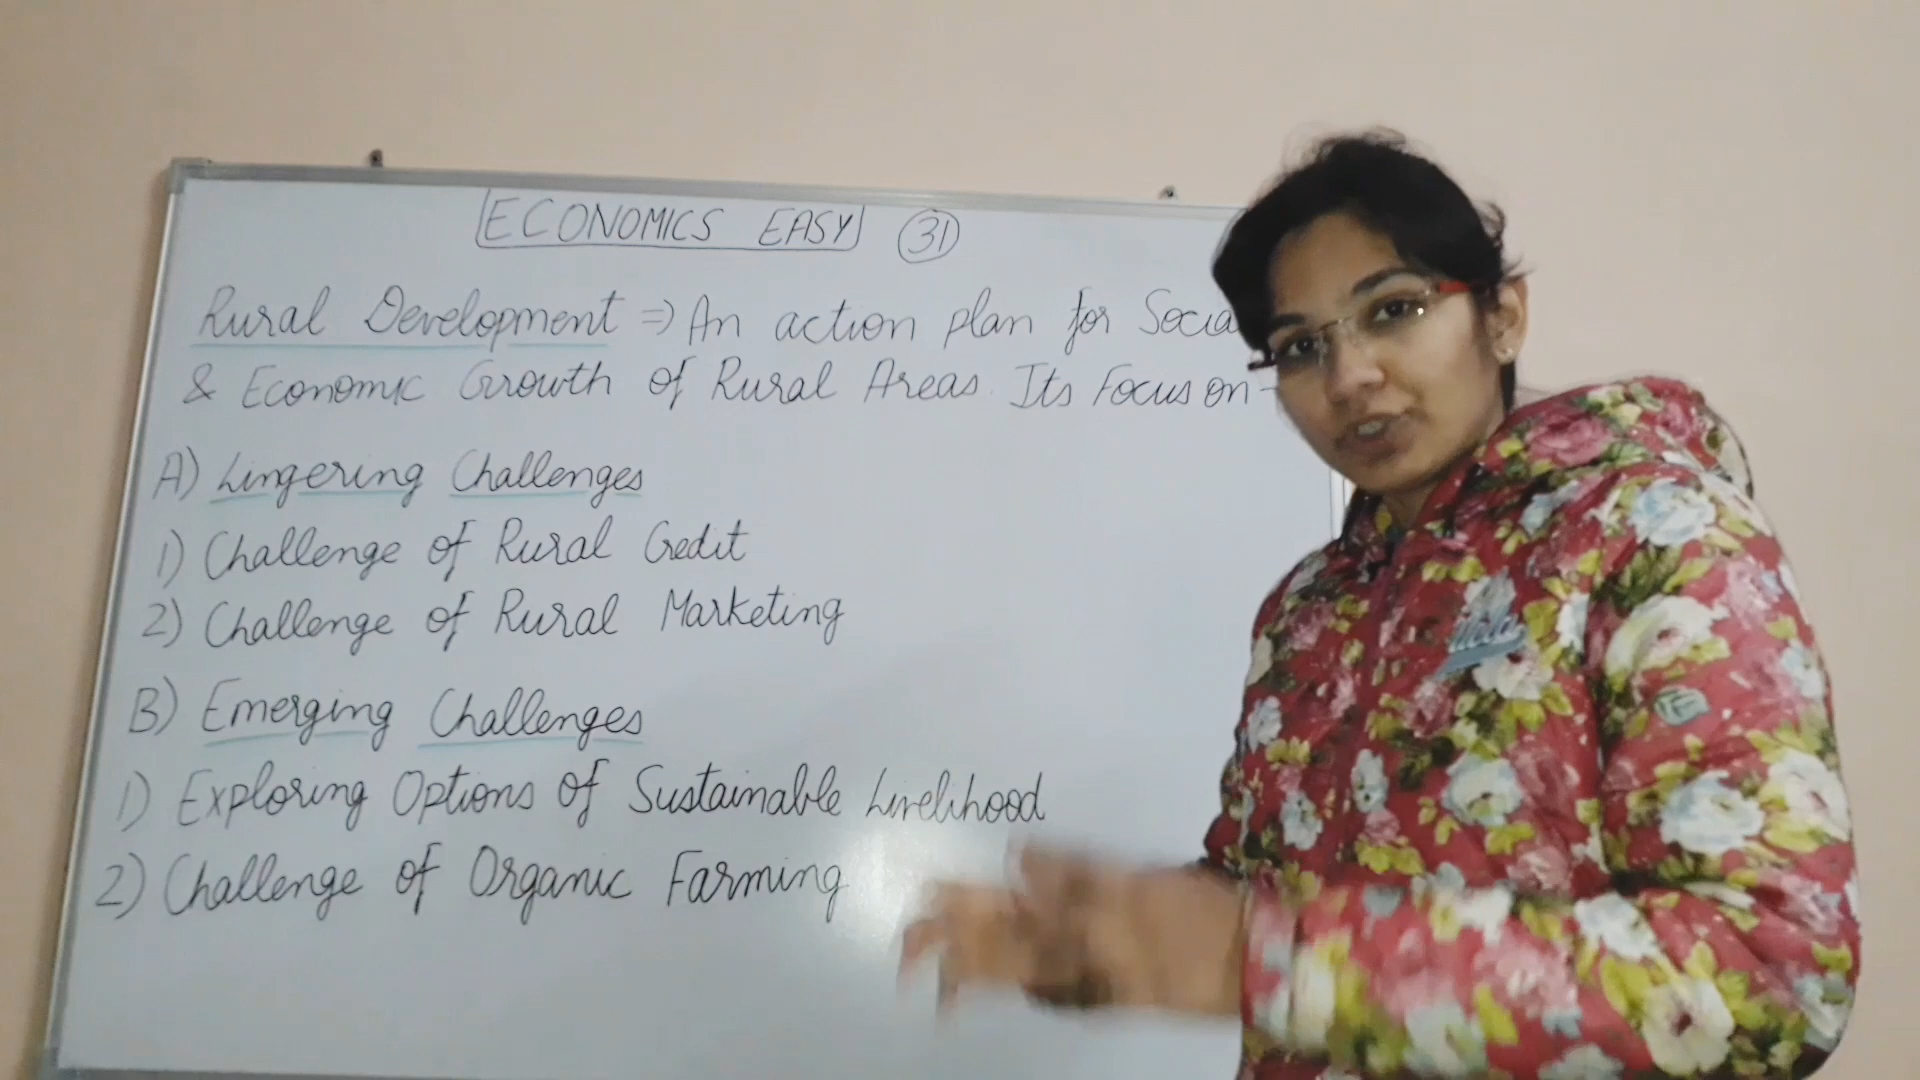 ECONOMICS EASY 31
Rural Development => An action plan for Socia
& Economic Growth of Rural Areas. Its Focus on -
A) Lingering Challenges
1) Challenge of Rural Credit
2) Challenge of Rural Marketing
B) Emerging Challenges
1) Exploring Options of Sustainable Livelihood
2) Challenge of Organic Farming